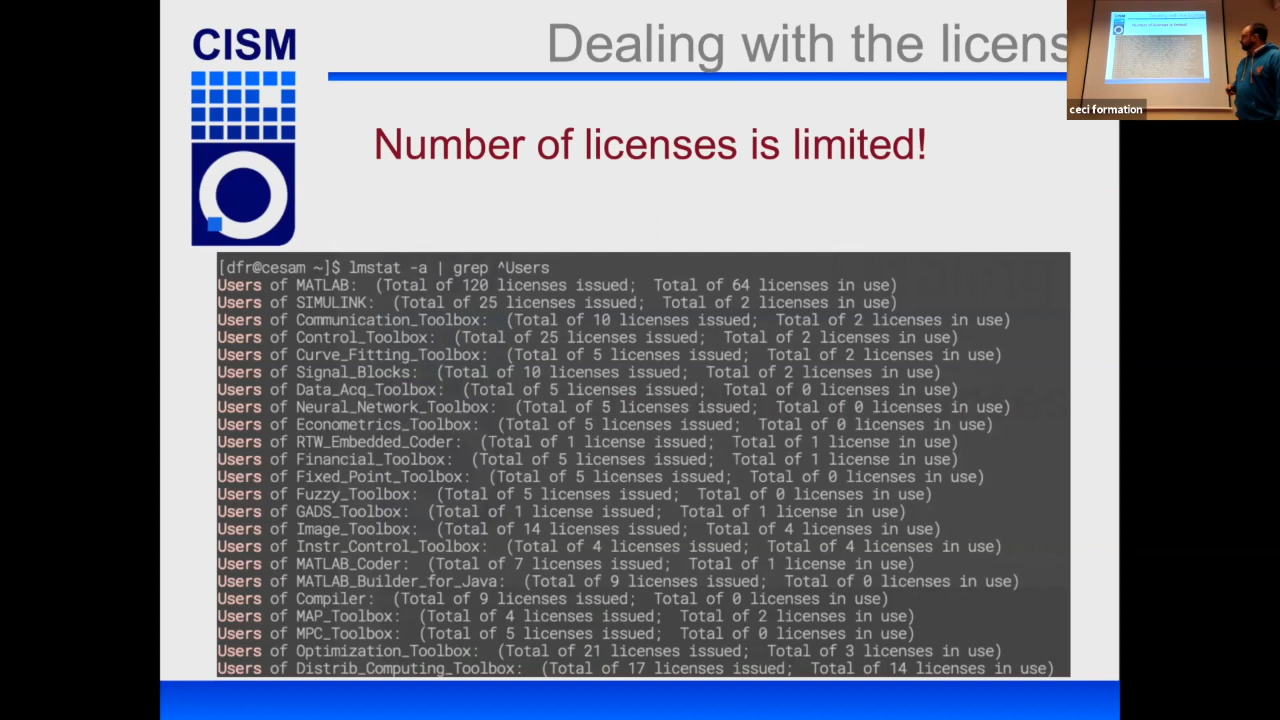 CISM
Dealing with the licens
ceci formation
Number of licenses is limited!
[dfr@cesam ~]$ lmstat -a | grep ^Users
Users of MATLAB:  (Total of 120 licenses issued;  Total of 64 licenses in use)
Users of SIMULINK:  (Total of 25 licenses issued;  Total of 2 licenses in use)
Users of Communication_Toolbox:  (Total of 10 licenses issued;  Total of 2 licenses in use)
Users of Control_Toolbox:  (Total of 25 licenses issued;  Total of 2 licenses in use)
Users of Curve_Fitting_Toolbox:  (Total of 5 licenses issued;  Total of 2 licenses in use)
Users of Signal_Blocks:  (Total of 10 licenses issued;  Total of 2 licenses in use)
Users of Data_Acq_Toolbox:  (Total of 5 licenses issued;  Total of 0 licenses in use)
Users of Neural_Network_Toolbox:  (Total of 5 licenses issued;  Total of 0 licenses in use)
Users of Econometrics_Toolbox:  (Total of 5 licenses issued;  Total of 0 licenses in use)
Users of RTW_Embedded_Coder:  (Total of 1 license issued;  Total of 1 license in use)
Users of Financial_Toolbox:  (Total of 5 licenses issued;  Total of 1 license in use)
Users of Fixed_Point_Toolbox:  (Total of 5 licenses issued;  Total of 0 licenses in use)
Users of Fuzzy_Toolbox:  (Total of 5 licenses issued;  Total of 0 licenses in use)
Users of GADS_Toolbox:  (Total of 1 license issued;  Total of 1 license in use)
Users of Image_Toolbox:  (Total of 14 licenses issued;  Total of 4 licenses in use)
Users of Instr_Control_Toolbox:  (Total of 4 licenses issued;  Total of 4 licenses in use)
Users of MATLAB_Coder:  (Total of 7 licenses issued;  Total of 1 license in use)
Users of MATLAB_Builder_for_Java:  (Total of 9 licenses issued;  Total of 0 licenses in use)
Users of Compiler:  (Total of 9 licenses issued;  Total of 0 licenses in use)
Users of MAP_Toolbox:  (Total of 4 licenses issued;  Total of 2 licenses in use)
Users of MPC_Toolbox:  (Total of 5 licenses issued;  Total of 0 licenses in use)
Users of Optimization_Toolbox:  (Total of 21 licenses issued;  Total of 3 licenses in use)
Users of Distrib_Computing_Toolbox:  (Total of 17 licenses issued;  Total of 14 licenses in use)